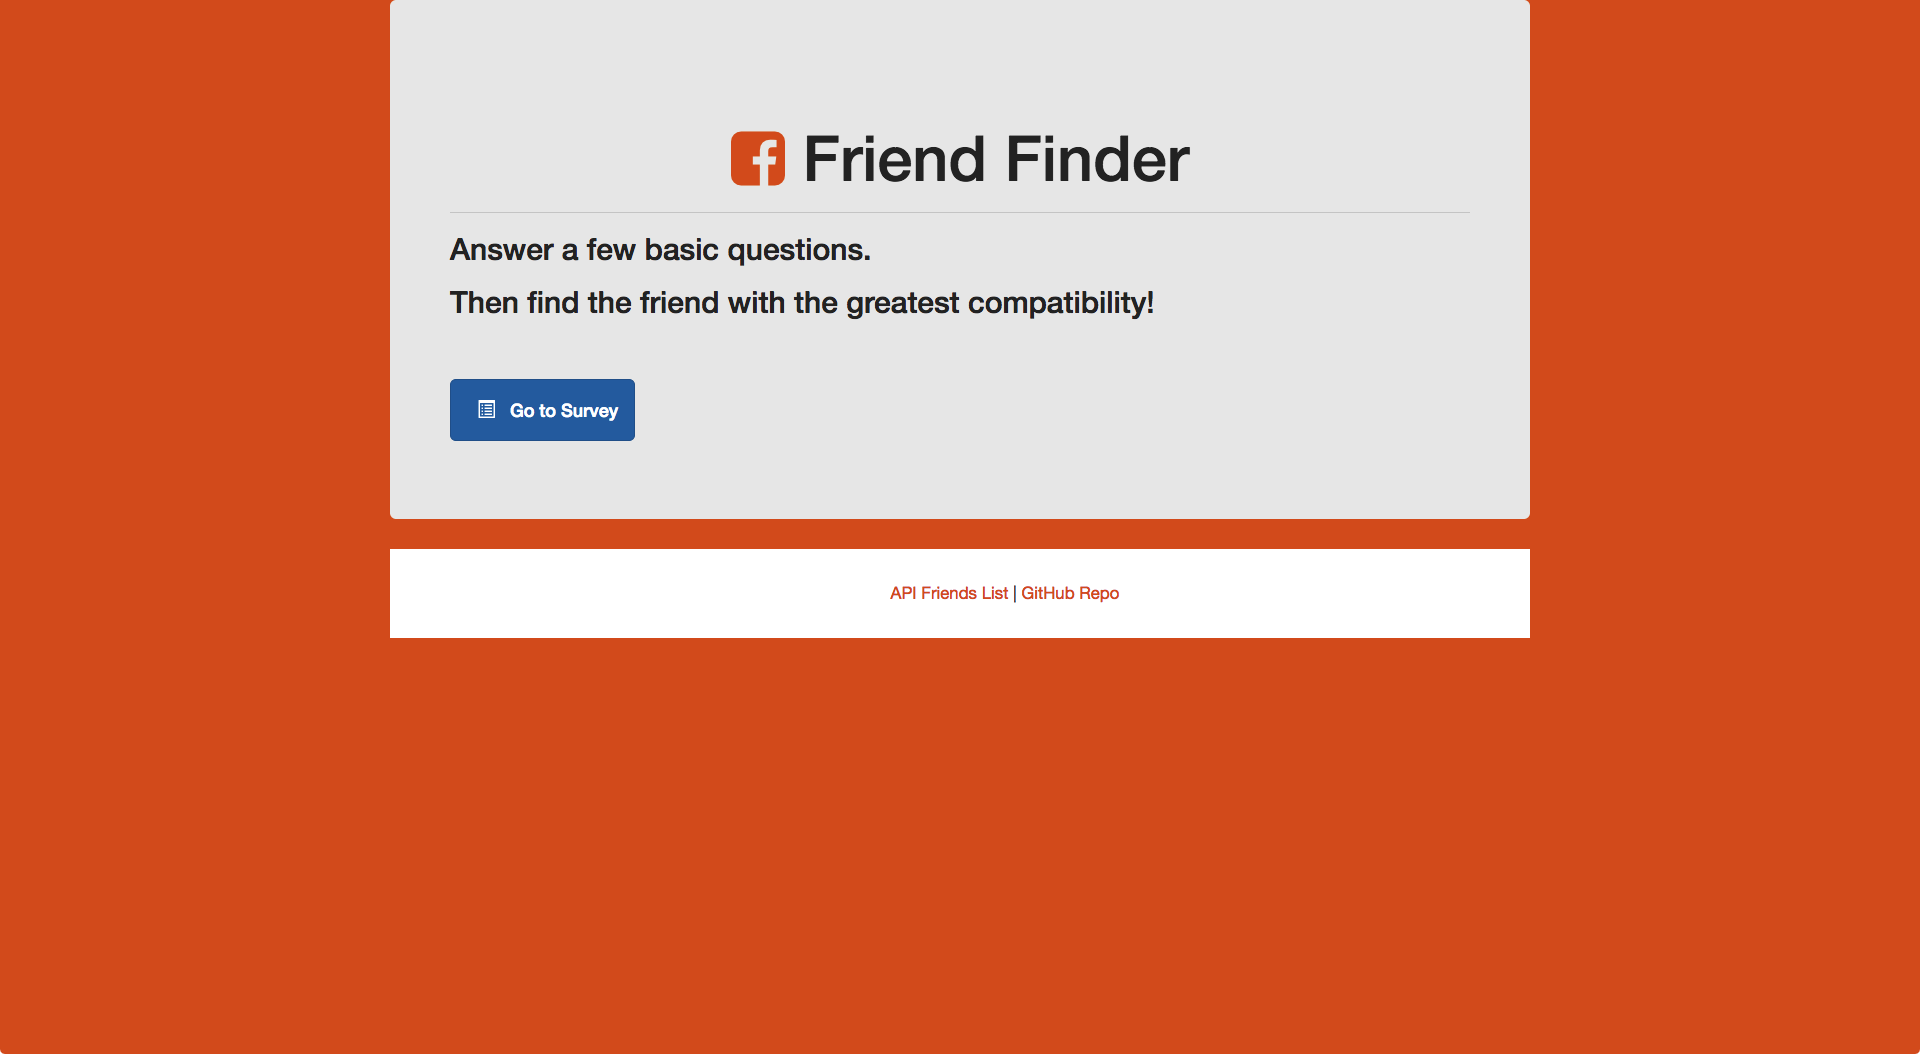 Friend Finder
Answer a few basic questions.
Then find the friend with the greatest compatibility!
Go to Survey
API Friends List | GitHub Repo